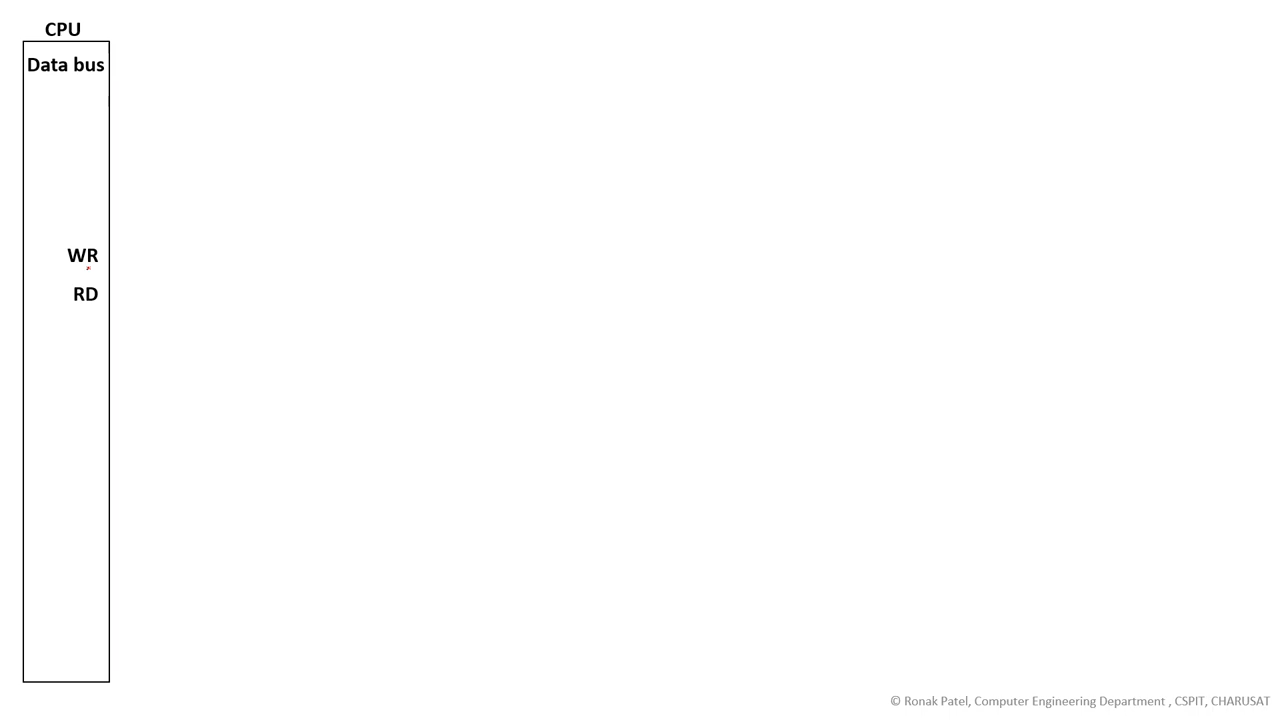 CPU
Data bus
WR
RD
© Ronak Patel, Computer Engineering Department , CSPIT, CHARUSAT